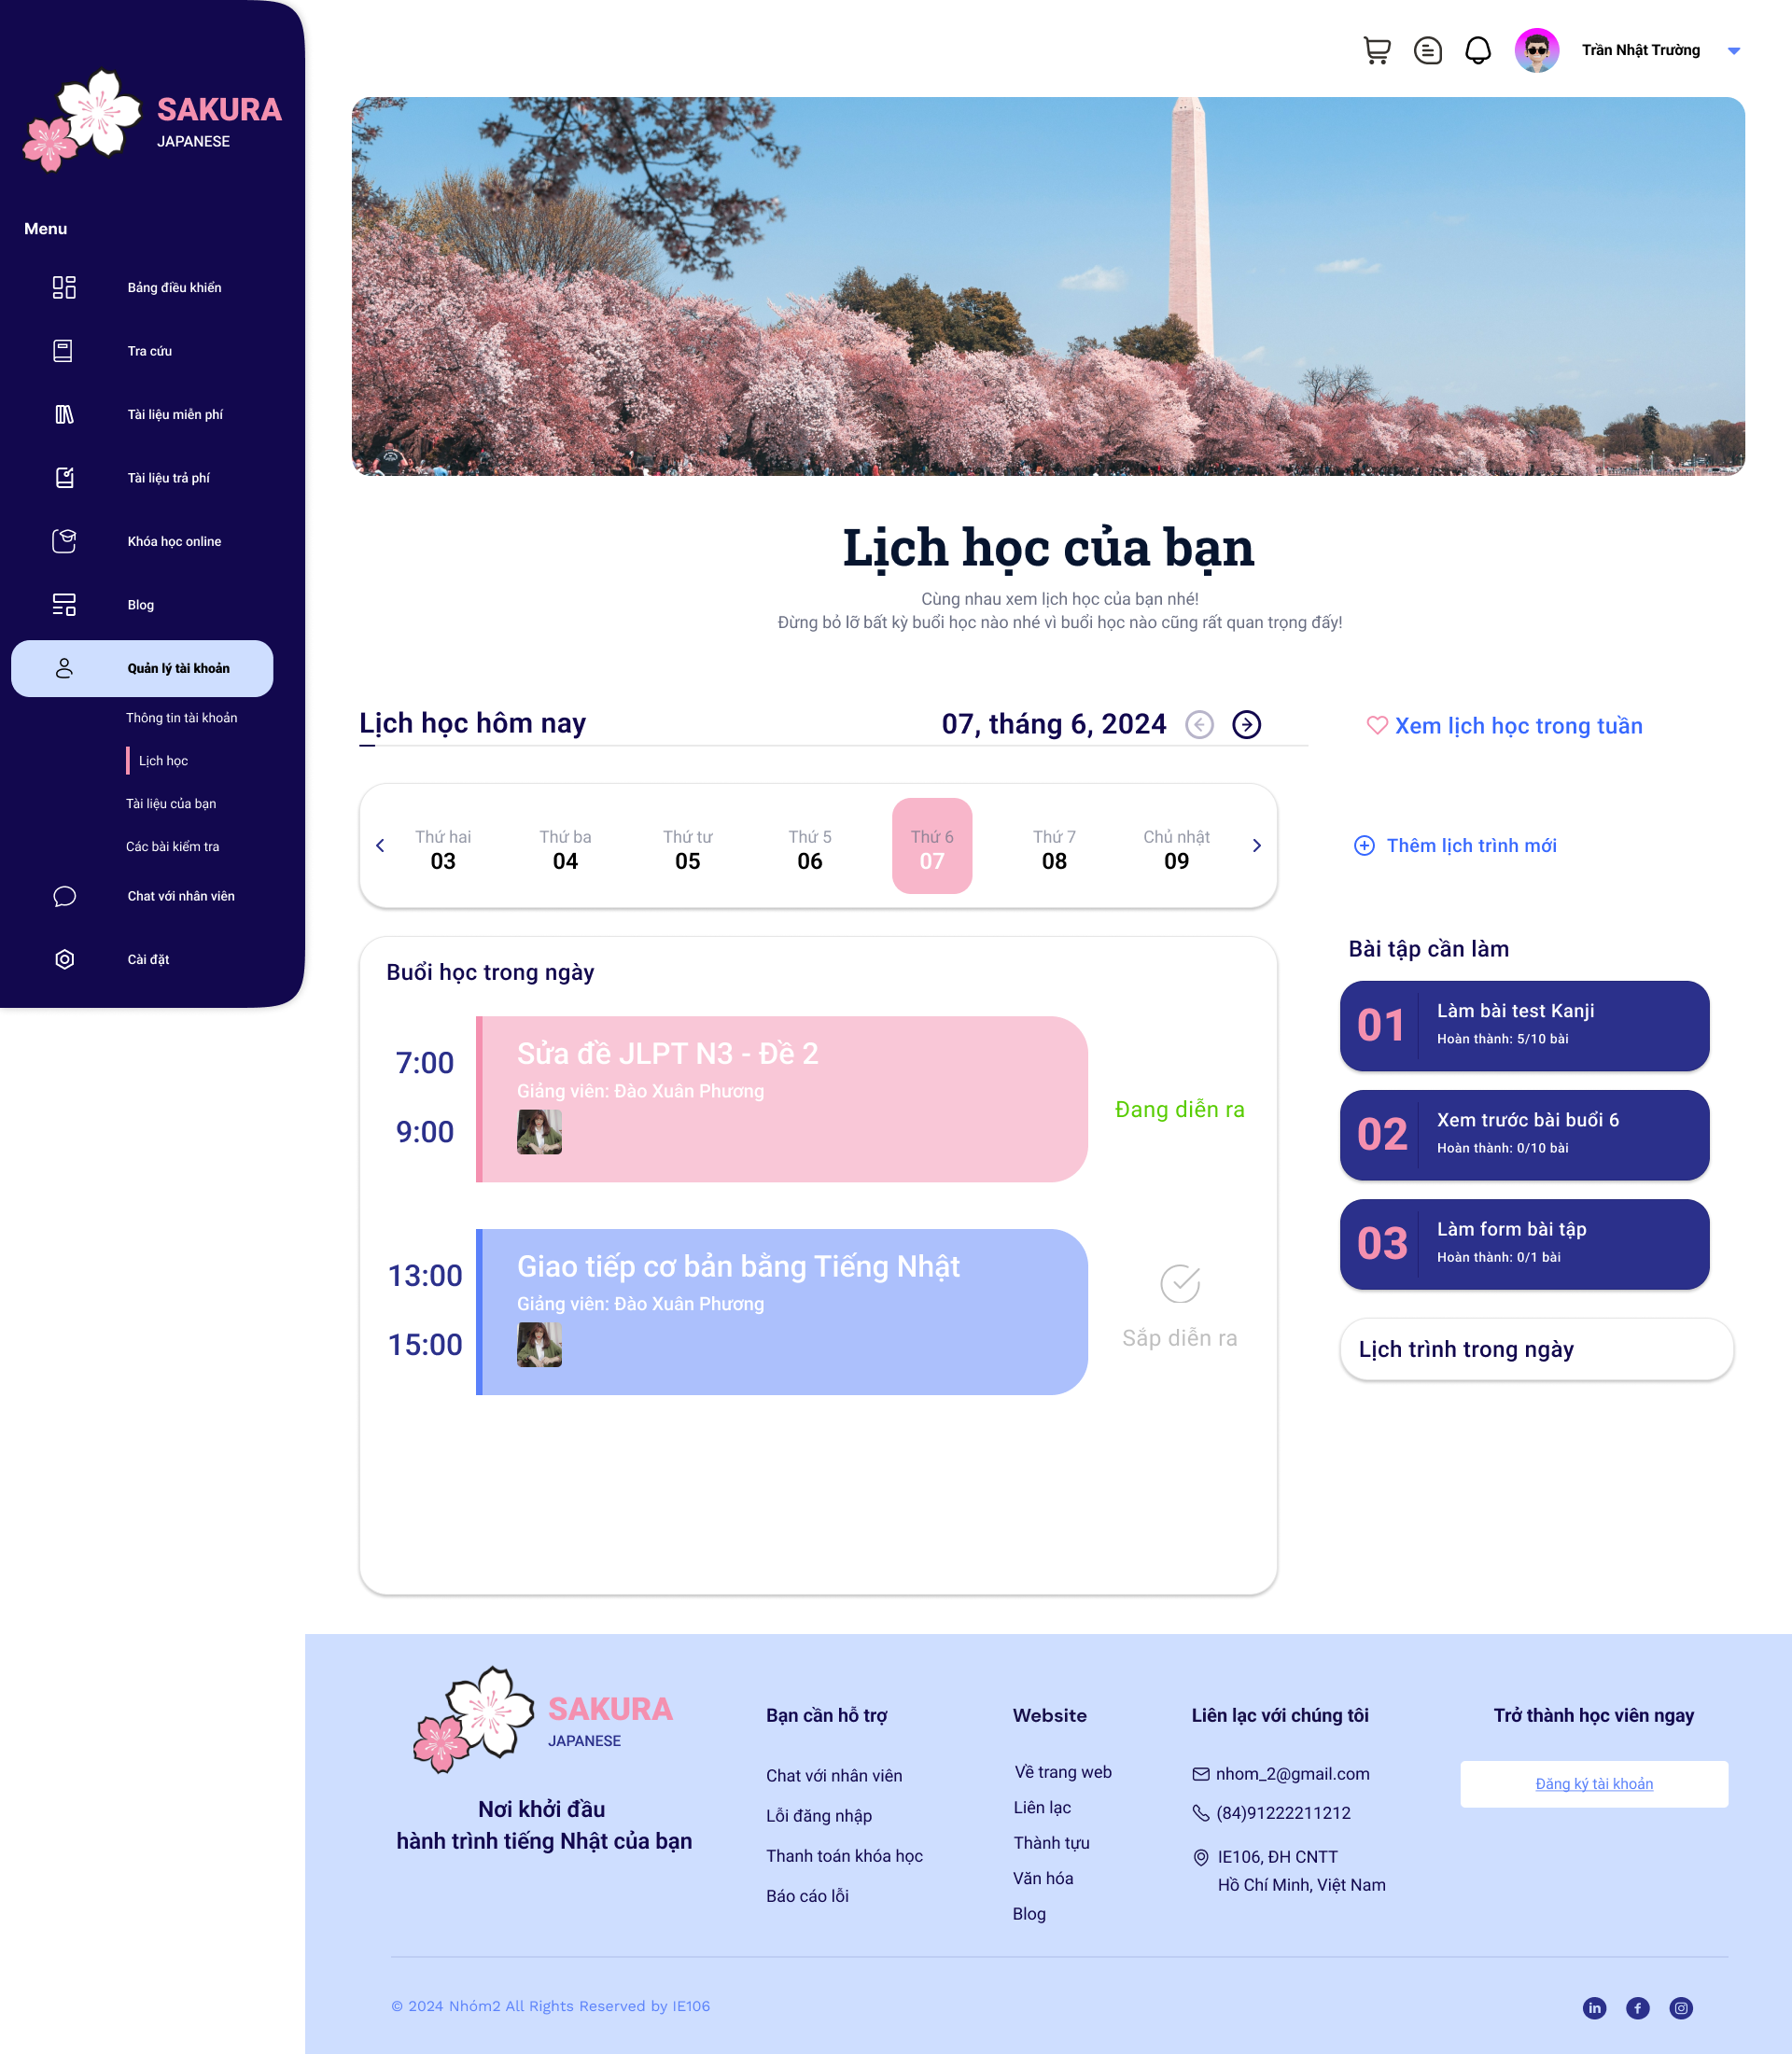 SAKURA
JAPANESE
Menu
Bảng điều khiển
Tra cứu
Tài liệu miễn phí
Tài liệu trả phí
Khóa học online
Blog
Quản lý tài khoản
Thông tin tài khoản
Lịch học
Tài liệu của bạn
Các bài kiểm tra
Chat với nhân viên
Cài đặt
Trần Nhật Trường
Lịch học của bạn
Cùng nhau xem lịch học của bạn nhé!
Đừng bỏ lỡ bất kỳ buổi học nào nhé vì buổi học nào cũng rất quan trọng đấy!
Lịch học hôm nay
07, tháng 6, 2024
Thứ hai
03
Thứ ba
04
Thứ tư
05
Thứ 5
06
Thứ 6
07
Thứ 7
08
Chủ nhật
09
Buổi học trong ngày
7:00
9:00
Sửa đề JLPT N3 - Đề 2
Giảng viên: Đào Xuân Phương
Đang diễn ra
13:00
15:00
Giao tiếp cơ bản bằng Tiếng Nhật
Giảng viên: Đào Xuân Phương
Sắp diễn ra
Xem lịch học trong tuần
Thêm lịch trình mới
Bài tập cần làm
01
Làm bài test Kanji
Hoàn thành: 5/10 bài
02
Xem trước bài buổi 6
Hoàn thành: 0/10 bài
03
Làm form bài tập
Hoàn thành: 0/1 bài
Lịch trình trong ngày
SAKURA
JAPANESE
Nơi khởi đầu
hành trình tiếng Nhật của bạn
Bạn cần hỗ trợ
Chat với nhân viên
Lỗi đăng nhập
Thanh toán khóa học
Báo cáo lỗi
Website
Về trang web
Liên lạc
Thành tựu
Văn hóa
Blog
Liên lạc với chúng tôi
nhom_2@gmail.com
(84)91222211212
IE106, ĐH CNTT
Hồ Chí Minh, Việt Nam
Trở thành học viên ngay
Đăng ký tài khoản
© 2024 Nhóm2 All Rights Reserved by IE106